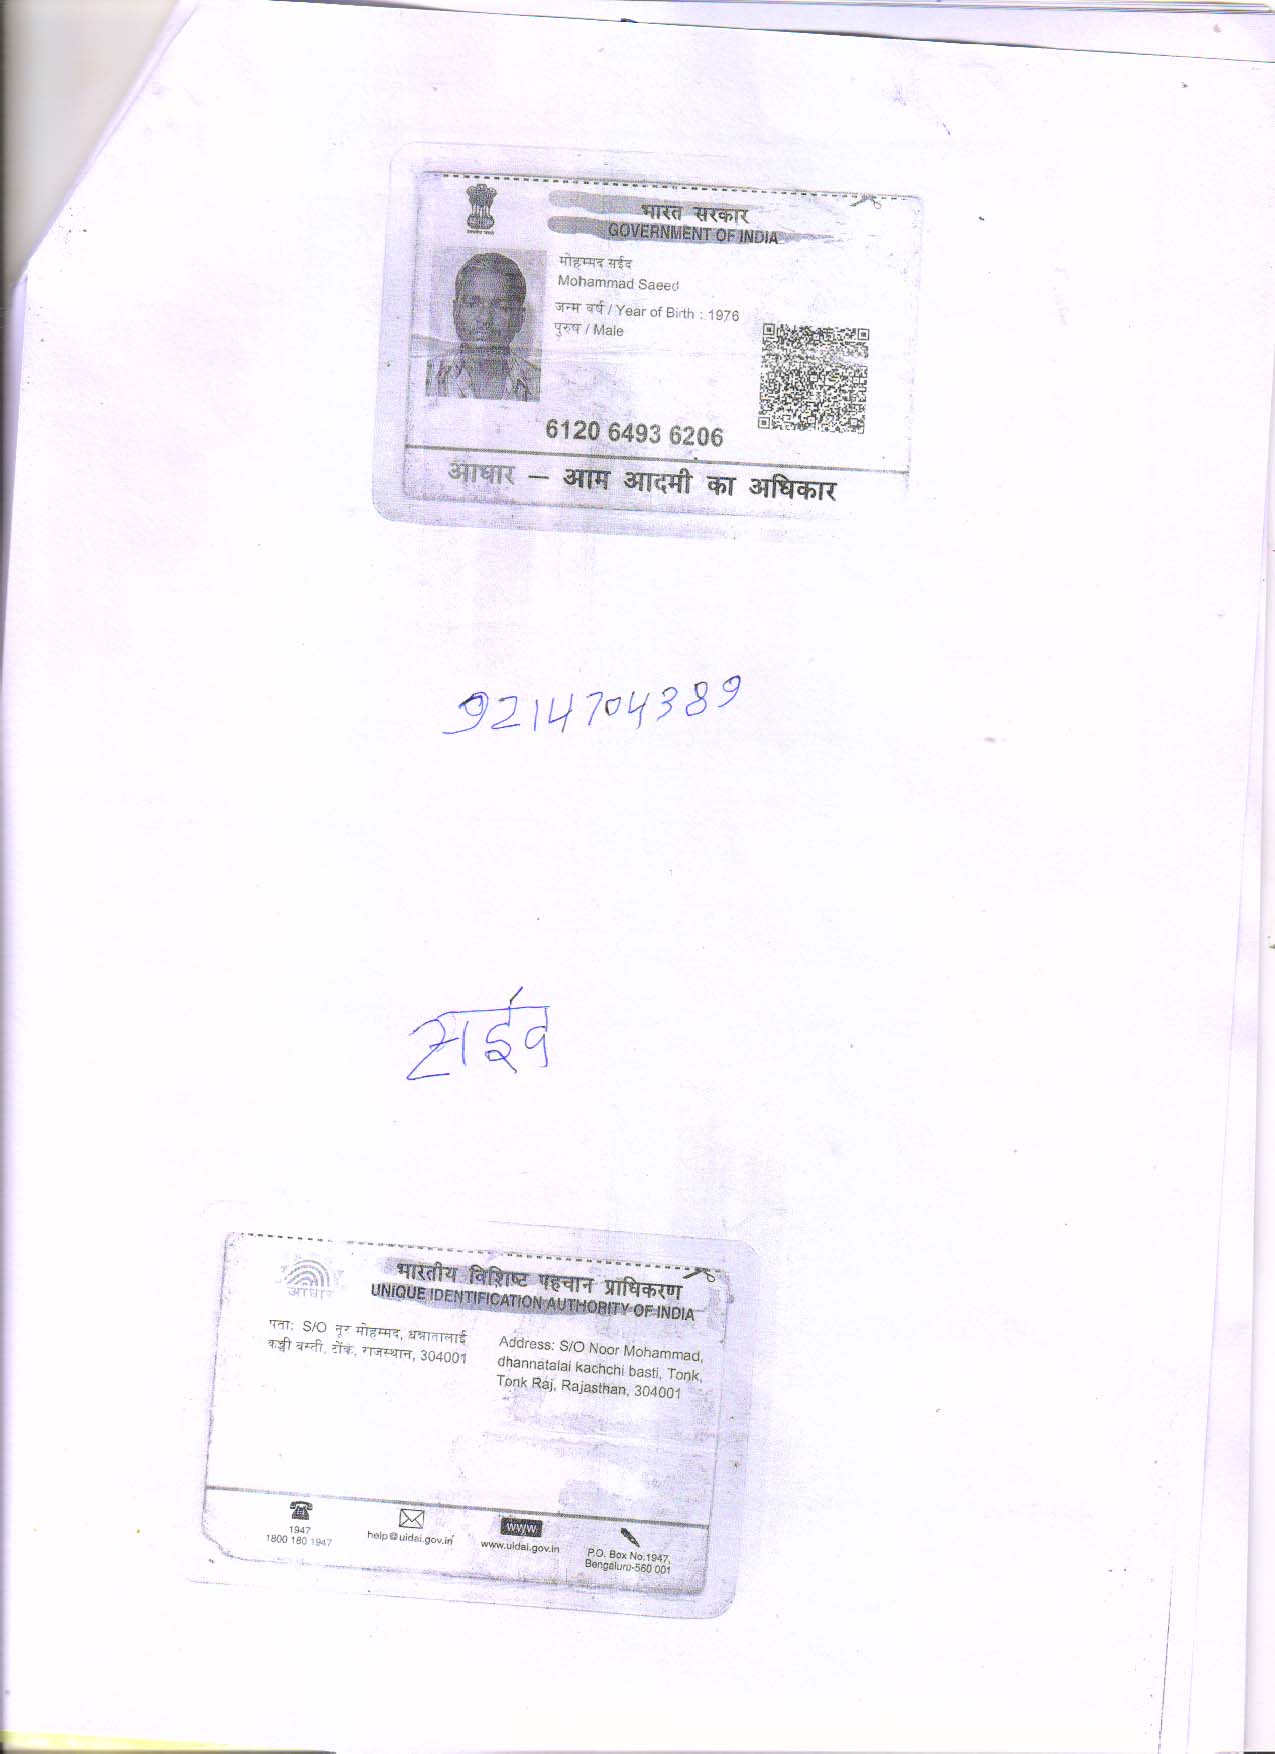 भारत सरकार
GOVERNMENT OF INDIA
मोहम्मद सईद
Mohammad Saeed
जन्म वर्ष / Year of Birth : 1976
पुरुष / Male
6120 6493 6206
आधार – आम आदमी का अधिकार
9214704389
सईद
भारतीय विशिष्ट पहचान प्राधिकरण
UNIQUE IDENTIFICATION AUTHORITY OF INDIA
आधार
पता: S/O नूर मोहम्मद, धन्नातालाई
कच्ची बस्ती, टोंक, राजस्थान, 304001
Address: S/O Noor Mohammad,
dhannatalai kachchi basti, Tonk,
Tonk Raj, Rajasthan, 304001
1947
1800 180 1947
help@uidai.gov.in
www
www.uidai.gov.in
P.O. Box No.1947,
Bengaluru-560 001